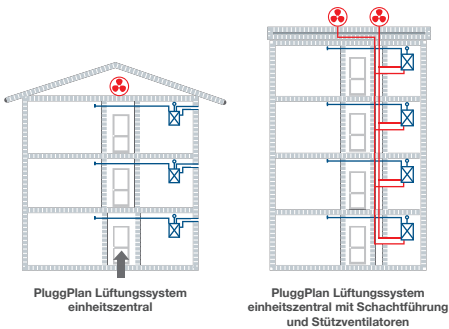 PluggPlan Lüftungssystem
einheitszentral
PluggPlan Lüftungssystem
einheitszentral mit Schachtführung
und Stützventilatoren